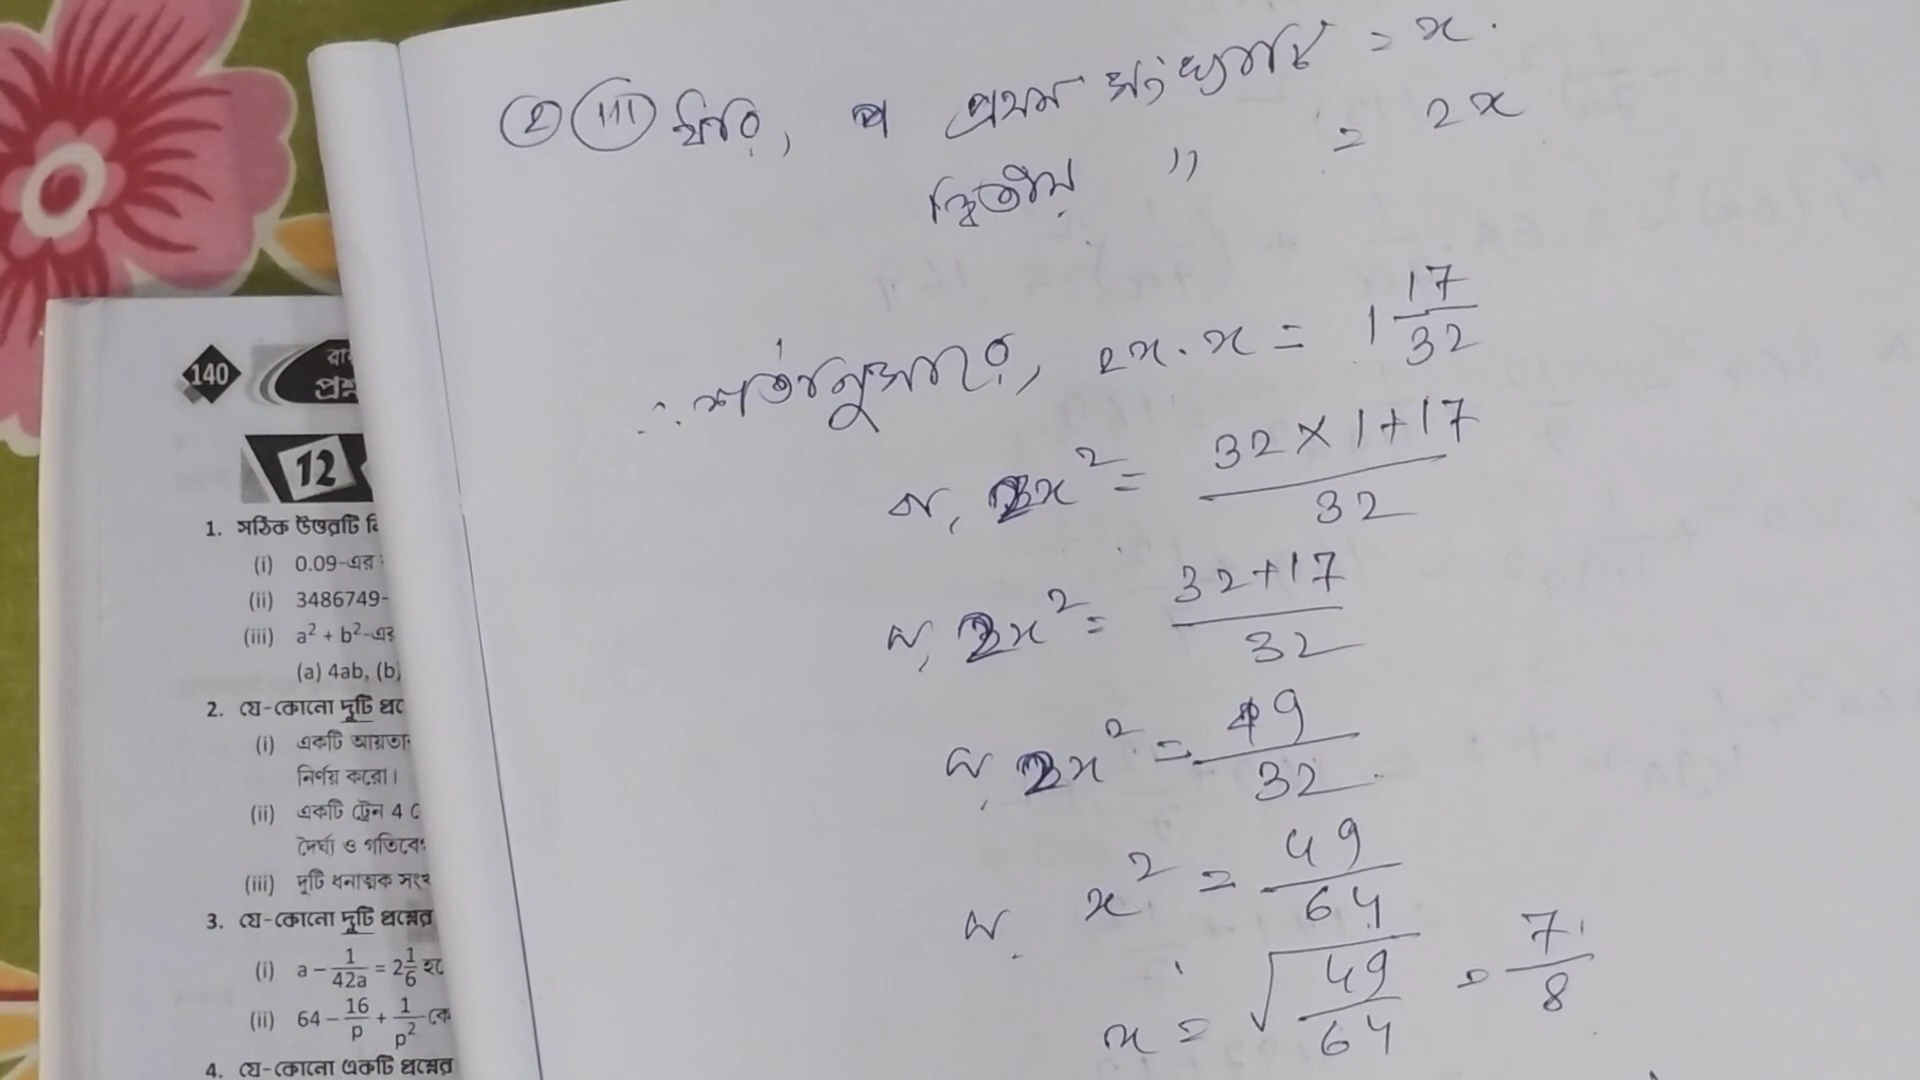 2 (iii) ধরি, প্রথম সংখ্যাটি = x.
দ্বিতীয় " = 2x
∴ শর্তানুসারে, 2x.x = 1 17/32
বা, 2x² = 32×1+17/32
বা, 2x² = 32+17/32
বা, 2x² = 49/32
বা, x² = 49/64
x = √49/64 = 7/8
140
প্রশ্ন
12
1. সঠিক উত্তরটি
(i) 0.09-এর
(ii) 3486749-
(iii) a² + b²-এর
(a) 4ab, (b)
2. যে-কোনো দুটি
(i) একটি
নির্ণয় করো।
(ii) একটি ট্রেন 4
দৈর্ঘ্য ও
(iii) দুটি ধনাত্মক
3. যে-কোনো দুটি প্রশ্নের
(i) a − 1/42a = 2 1/6
(ii) 64 − 16/p + 1/p² -কে
4. যে-কোনো একটি প্রশ্নের